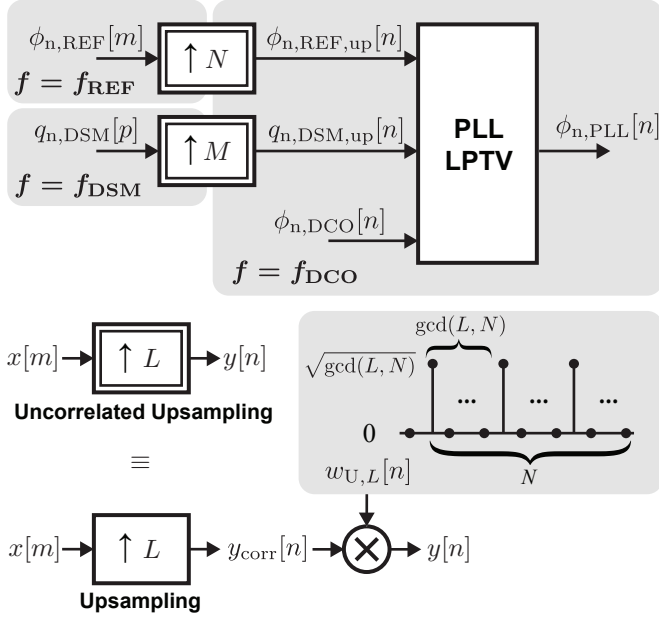 ϕn,REF[m]
↑ N
ϕn,REF,up[n]
f = fREF
qn,DSM[p]
↑ M
qn,DSM,up[n]
f = fDSM
PLL
LPTV
ϕn,PLL[n]
ϕn,DCO[n]
f = fDCO
x[m]
↑ L
y[n]
Uncorrelated Upsampling
≡
gcd(L, N)
√gcd(L, N)
... ... ...
0
N
wU,L[n]
x[m]
↑ L
ycorr[n]
×
y[n]
Upsampling